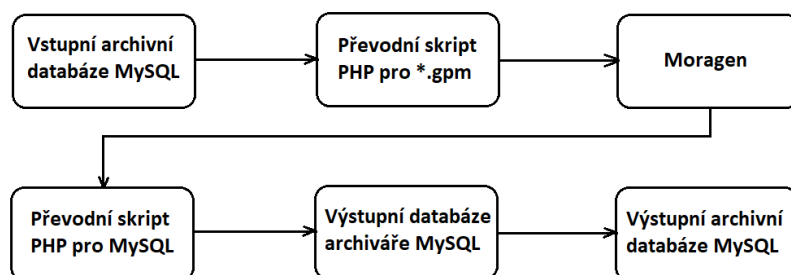 Vstupní archivní
databáze MySQL
Převodní skript
PHP pro *.gpm
Moragen
Převodní skript
PHP pro MySQL
Výstupní databáze
archiváře MySQL
Výstupní archivní
databáze MySQL